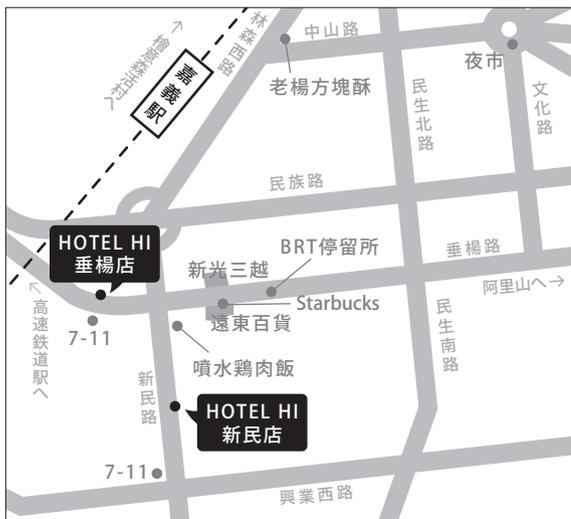 檜意森活村へ
林森西路
中山路
老楊方塊酥
夜市
嘉義駅
民生北路
文化路
民族路
HOTEL HI
垂楊店
新光三越
BRT停留所
垂楊路
阿里山へ→
Starbucks
遠東百貨
高速鉄道駅へ
7-11
噴水鶏肉飯
民生南路
新民路
HOTEL HI
新民店
7-11
興業西路